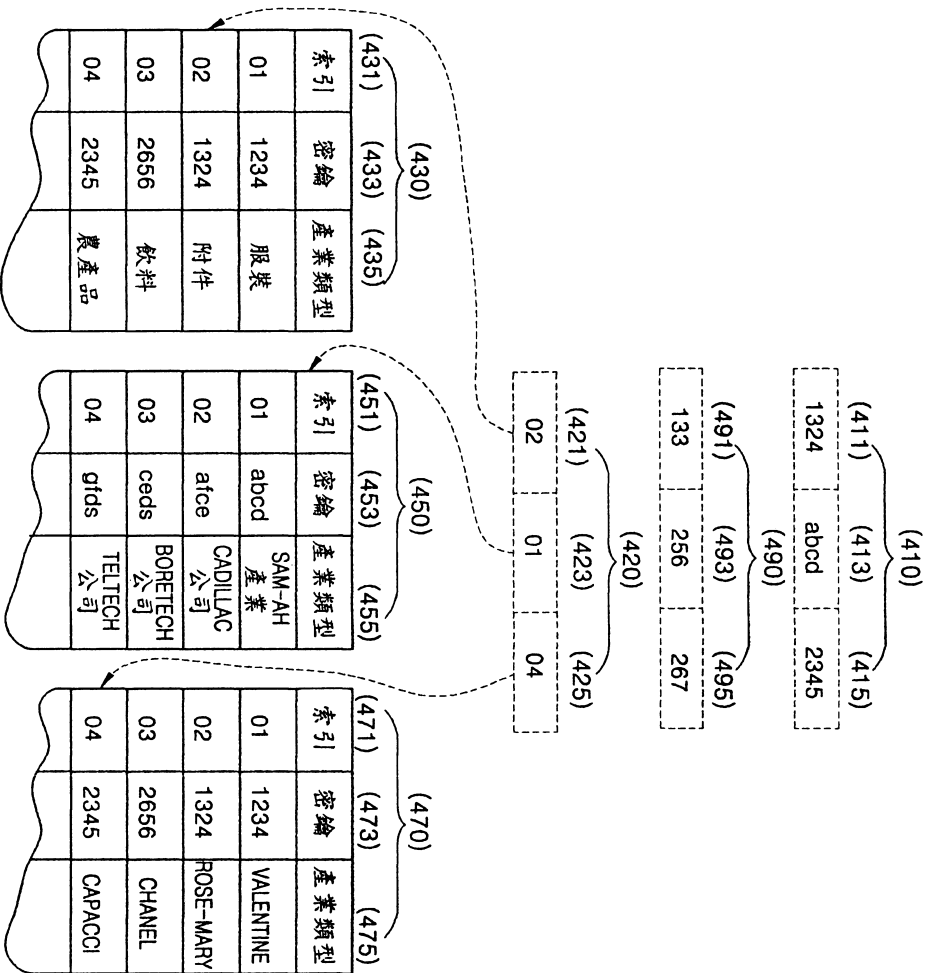 (410)
(411) (413) (415)
1324 abcd 2345
(490)
(491) (493) (495)
133 256 267
(420)
(421) (423) (425)
02 01 04
(430)
(431) (433) (435)
索引 密鑰 產業類型
01 1234 服裝
02 1324 附件
03 2656 飲料
04 2345 農產品
(450)
(451) (453) (455)
索引 密鑰 產業類型
01 abcd SAM-AH
產業
02 afce CADILLAC
公司
03 ceds BORETECH
公司
04 gfds TELTECH
公司
(470)
(471) (473) (475)
索引 密鑰 產業類型
01 1234 VALENTINE
02 1324 ROSE-MARY
03 2656 CHANEL
04 2345 CAPACCI